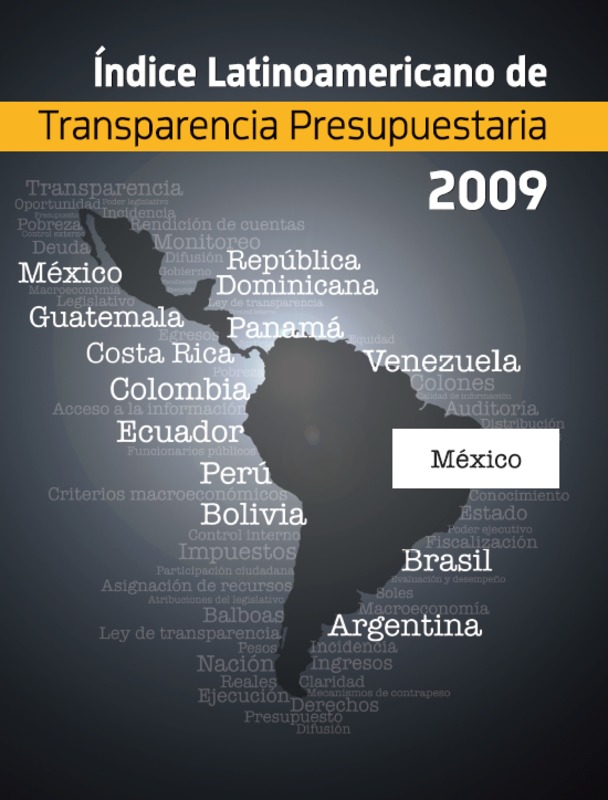 Índice Latinoamericano de
Transparencia Presupuestaria
2009
Transparencia
Oportunidad
Poder legislativo
Presupuesto
Incidencia
Pobreza
Rendición de cuentas
Control externo
Monitoreo
Deuda
Difusión
República
México
Gobierno
Dominicana
Macroeconomía
Legislativo
Ley de transparencia
Guatemala
Panamá
Egresos
Equidad
Costa Rica
Venezuela
Pobreza
Colombia
Colones
Calidad de información
Acceso a la información
Auditoría
Ecuador
Distribución
Funcionarios públicos
México
Perú
Criterios macroeconómicos
Conocimiento
Bolivia
Estado
Control interno
Poder ejecutivo
Impuestos
Fiscalización
Brasil
Participación ciudadana
Evaluación y desempeño
Asignación de recursos
Soles
Atribuciones del legislativo
Macroeconomía
Balboas
Argentina
Ley de transparencia
Pesos
Incidencia
Nación
Ingresos
Reales
Claridad
Ejecución
Mecanismos de contrapeso
Derechos
Presupuesto
Difusión